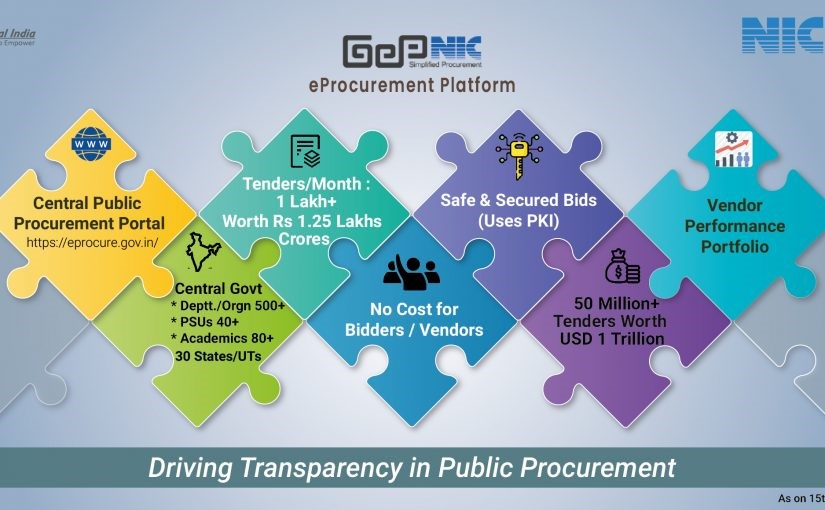 al India
o Empower
GePNIC
Simplified Procurement
eProcurement Platform
NIC
WWW
Central Public
Procurement Portal
https://eprocure.gov.in/
Central Govt
* Deptt./Orgn 500+
* PSUs 40+
* Academics 80+
30 States/UTs
Tenders/Month :
1 Lakh+
Worth Rs 1.25 Lakhs
Crores
No Cost for
Bidders / Vendors
Safe & Secured Bids
(Uses PKI)
50 Million+
Tenders Worth
USD 1 Trillion
Vendor
Performance
Portfolio
Driving Transparency in Public Procurement
As on 15t